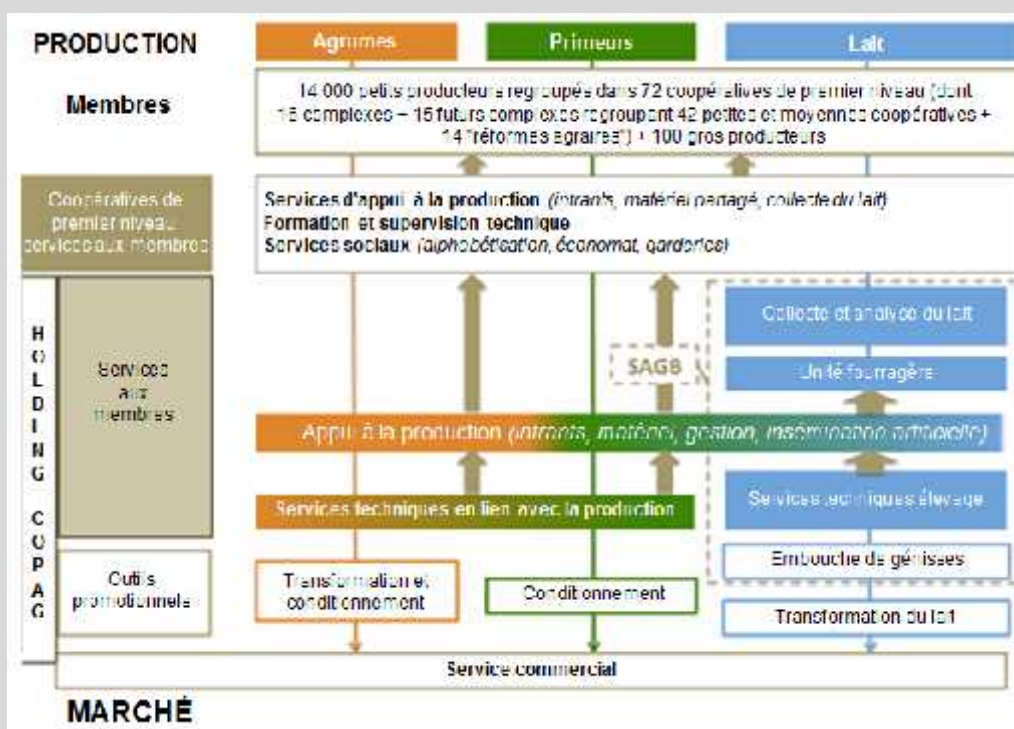 PRODUCTION
Agrumes
Primeurs
Lait
Membres
14 000 petits producteurs regroupés dans 72 coopératives de premier niveau (dont
complexes + 15 futurs complexes regroupant 42 petites et moyennes coopératives +
14 "réformes agraires") + 100 gros producteurs
Coopératives de
premier niveau
services aux membres
Services d'appui à la production (intrants, matériel partagé, collecte du lait)
Formation et supervision technique
Services sociaux (alphabétisation, économat, garderies)
HOLDING COPAG
Services
aux
membres
Collecte et analyse du lait
SAGB
Unité fourragère
Appui à la production (intrants, matériel, gestion, insémination artificielle)
Services techniques en lien avec la production
Services techniques élevage
Embouche de génisses
Outils
promotionnels
Transformation et
conditionnement
Conditionnement
Transformation du lait
Service commercial
MARCHÉ